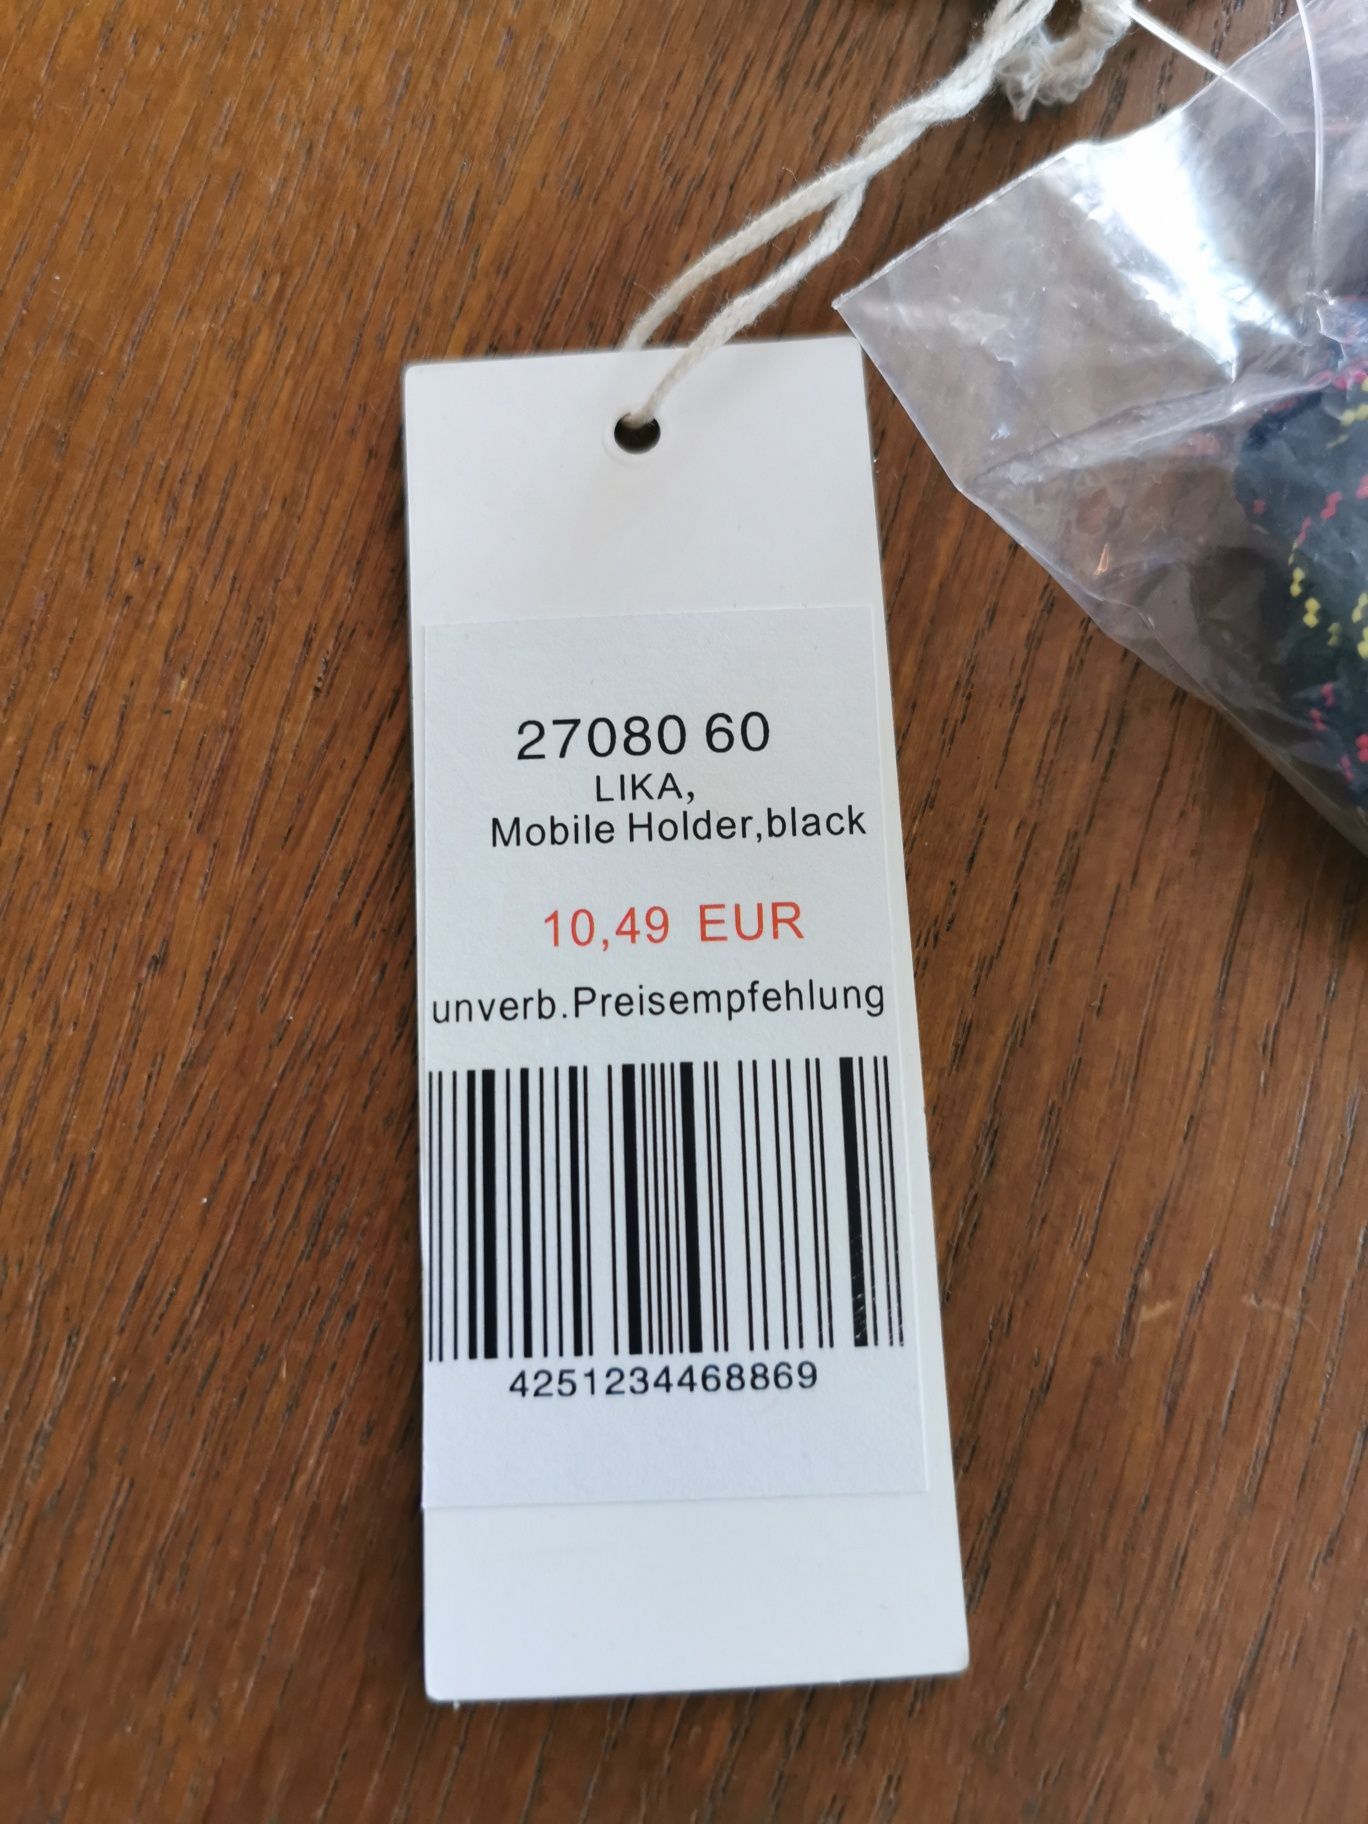 27080 60
LIKA,
Mobile Holder,black
10,49 EUR
unverb.Preisempfehlung
4251234468869